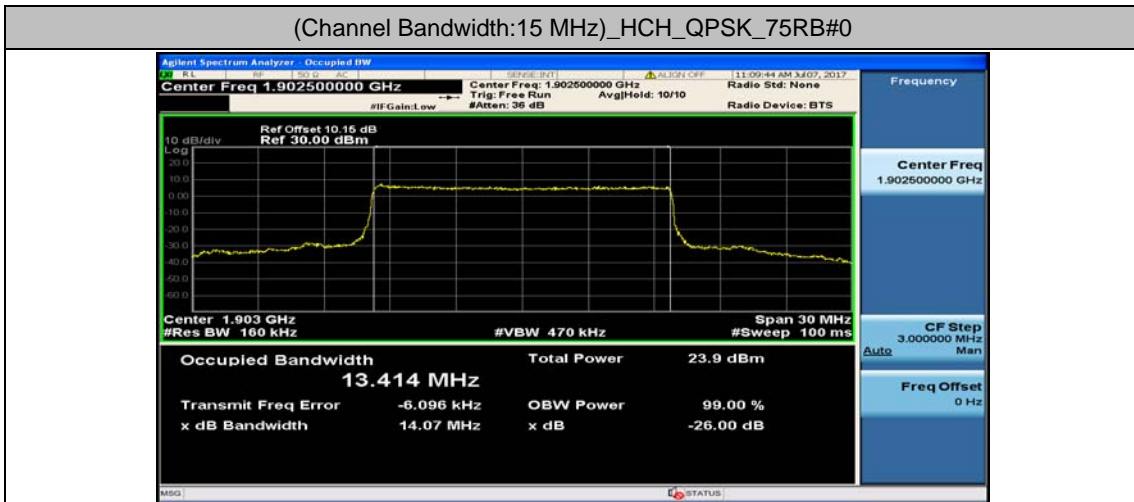 (Channel Bandwidth:15 MHz)_HCH_QPSK_75RB#0
Agilent Spectrum Analyzer - Occupied BW
RL RF 50 Ω AC SENSE:INT ALIGN OFF 11:09:44 AM Jul 07, 2017
Center Freq 1.902500000 GHz
Center Freq: 1.902500000 GHz
Radio Std: None
Trig: Free Run Avg|Hold: 10/10
#IFGain:Low #Atten: 36 dB Radio Device: BTS
Ref Offset 10.15 dB
10 dB/div Ref 30.00 dBm
Log
20.0
10.0
0.00
-10.0
-20.0
-30.0
-40.0
-50.0
-60.0
Center 1.903 GHz Span 30 MHz
#Res BW 160 kHz #VBW 470 kHz #Sweep 100 ms
Occupied Bandwidth Total Power 23.9 dBm
13.414 MHz
Transmit Freq Error -6.096 kHz OBW Power 99.00 %
x dB Bandwidth 14.07 MHz x dB -26.00 dB
MSG STATUS
Frequency
Center Freq
1.902500000 GHz
CF Step
3.000000 MHz
Auto Man
Freq Offset
0 Hz